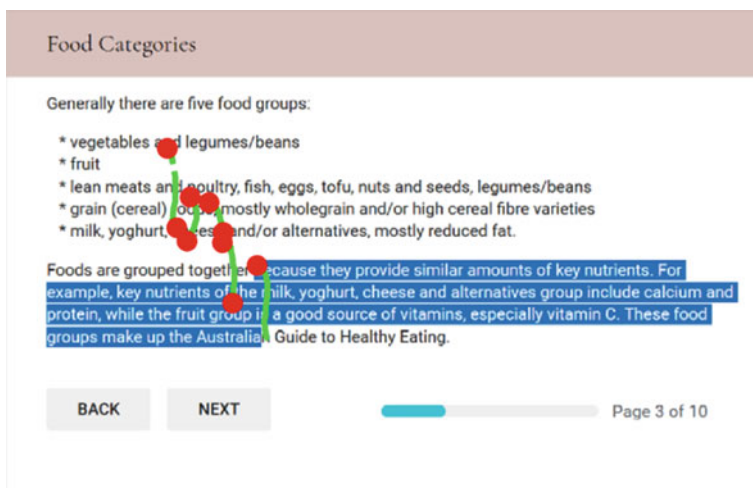 Food Categories
Generally there are five food groups:
* vegetables and legumes/beans
* fruit
* lean meats and poultry, fish, eggs, tofu, nuts and seeds, legumes/beans
* grain (cereal) mostly wholegrain and/or high cereal fibre varieties
* milk, yoghurt, and/or alternatives, mostly reduced fat.
Foods are grouped together because they provide similar amounts of key nutrients. For
example, key nutrients of the milk, yoghurt, cheese and alternatives group include calcium and
protein, while the fruit group is a good source of vitamins, especially vitamin C. These food
groups make up the Australian Guide to Healthy Eating.
BACK NEXT Page 3 of 10